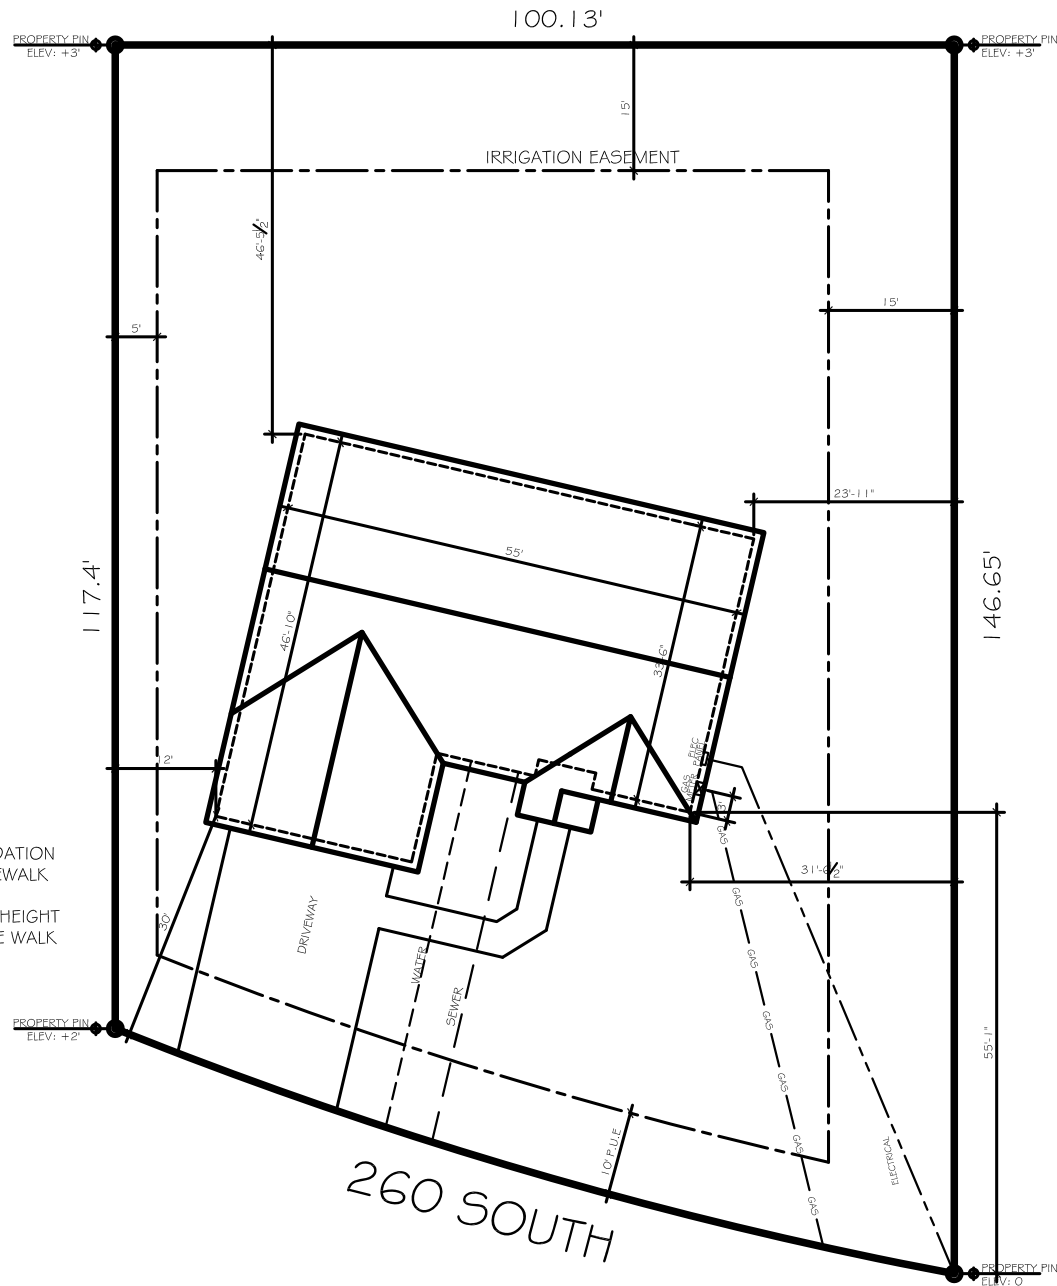 100.13'
PROPERTY PIN
ELEV: +3'
PROPERTY PIN
ELEV: +3'
15'
IRRIGATION EASEMENT
46'-5½"
5'
15'
23'-11"
55'
117.4'
146.65'
46'-10"
33'-6"
12'
ELEC.
PANEL
GAS
METER
3'
31'-6½"
DATION
EWALK
HEIGHT
E WALK
30'
DRIVEWAY
WATER
SEWER
GAS
GAS
GAS
GAS
GAS
GAS
GAS
ELECTRICAL
55'-1"
PROPERTY PIN
ELEV: +2'
10' P.U.E
260 SOUTH
PROPERTY PIN
ELEV: 0